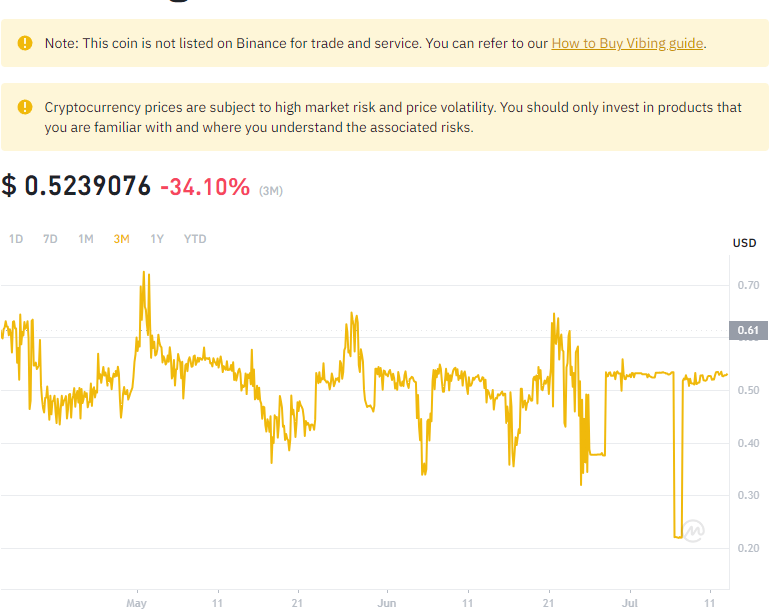 Note: This coin is not listed on Binance for trade and service. You can refer to our How to Buy Vibing guide.
Cryptocurrency prices are subject to high market risk and price volatility. You should only invest in products that
you are familiar with and where you understand the associated risks.
$ 0.5239076 -34.10% (3M)
1D 7D 1M 3M 1Y YTD
USD
0.70
0.61
0.50
0.40
0.30
0.20
May 11 21 Jun 11 21 Jul 11